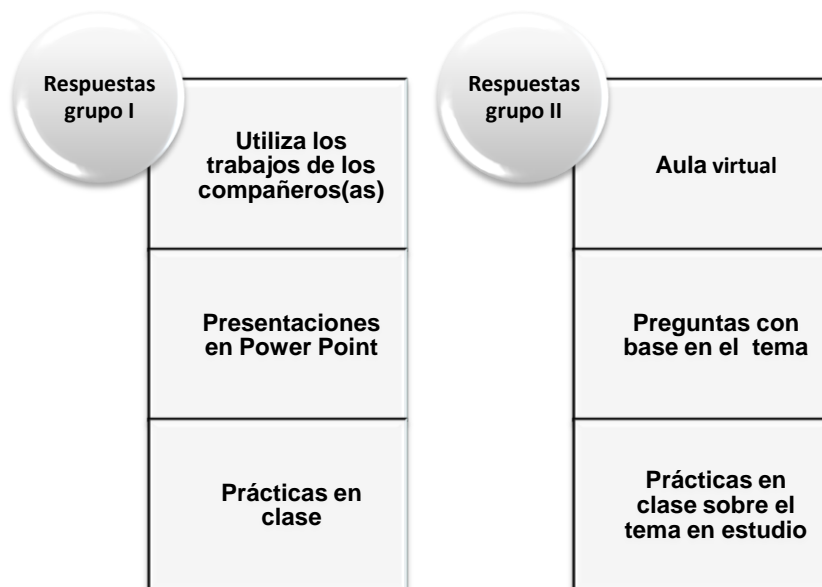 Respuestas
grupo I
Utiliza los
trabajos de los
compañeros(as)
Presentaciones
en Power Point
Prácticas en
clase
Respuestas
grupo II
Aula virtual
Preguntas con
base en el tema
Prácticas en
clase sobre el
tema en estudio